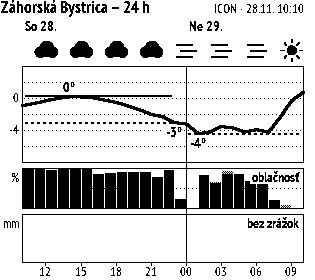 Záhorská Bystrica – 24 h
ICON · 28.11. 10:10
So 28.
Ne 29.
0
0°
-4
-3°
-4°
%
oblačnosť
mm
bez zrážok
12 15 18 21 00 03 06 09